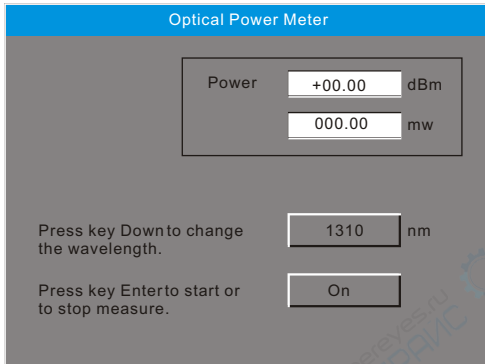 Optical Power Meter
Power +00.00 dBm
000.00 mw
Press key Down to change
the wavelength.
1310 nm
Press key Enter to start or
to stop measure.
On